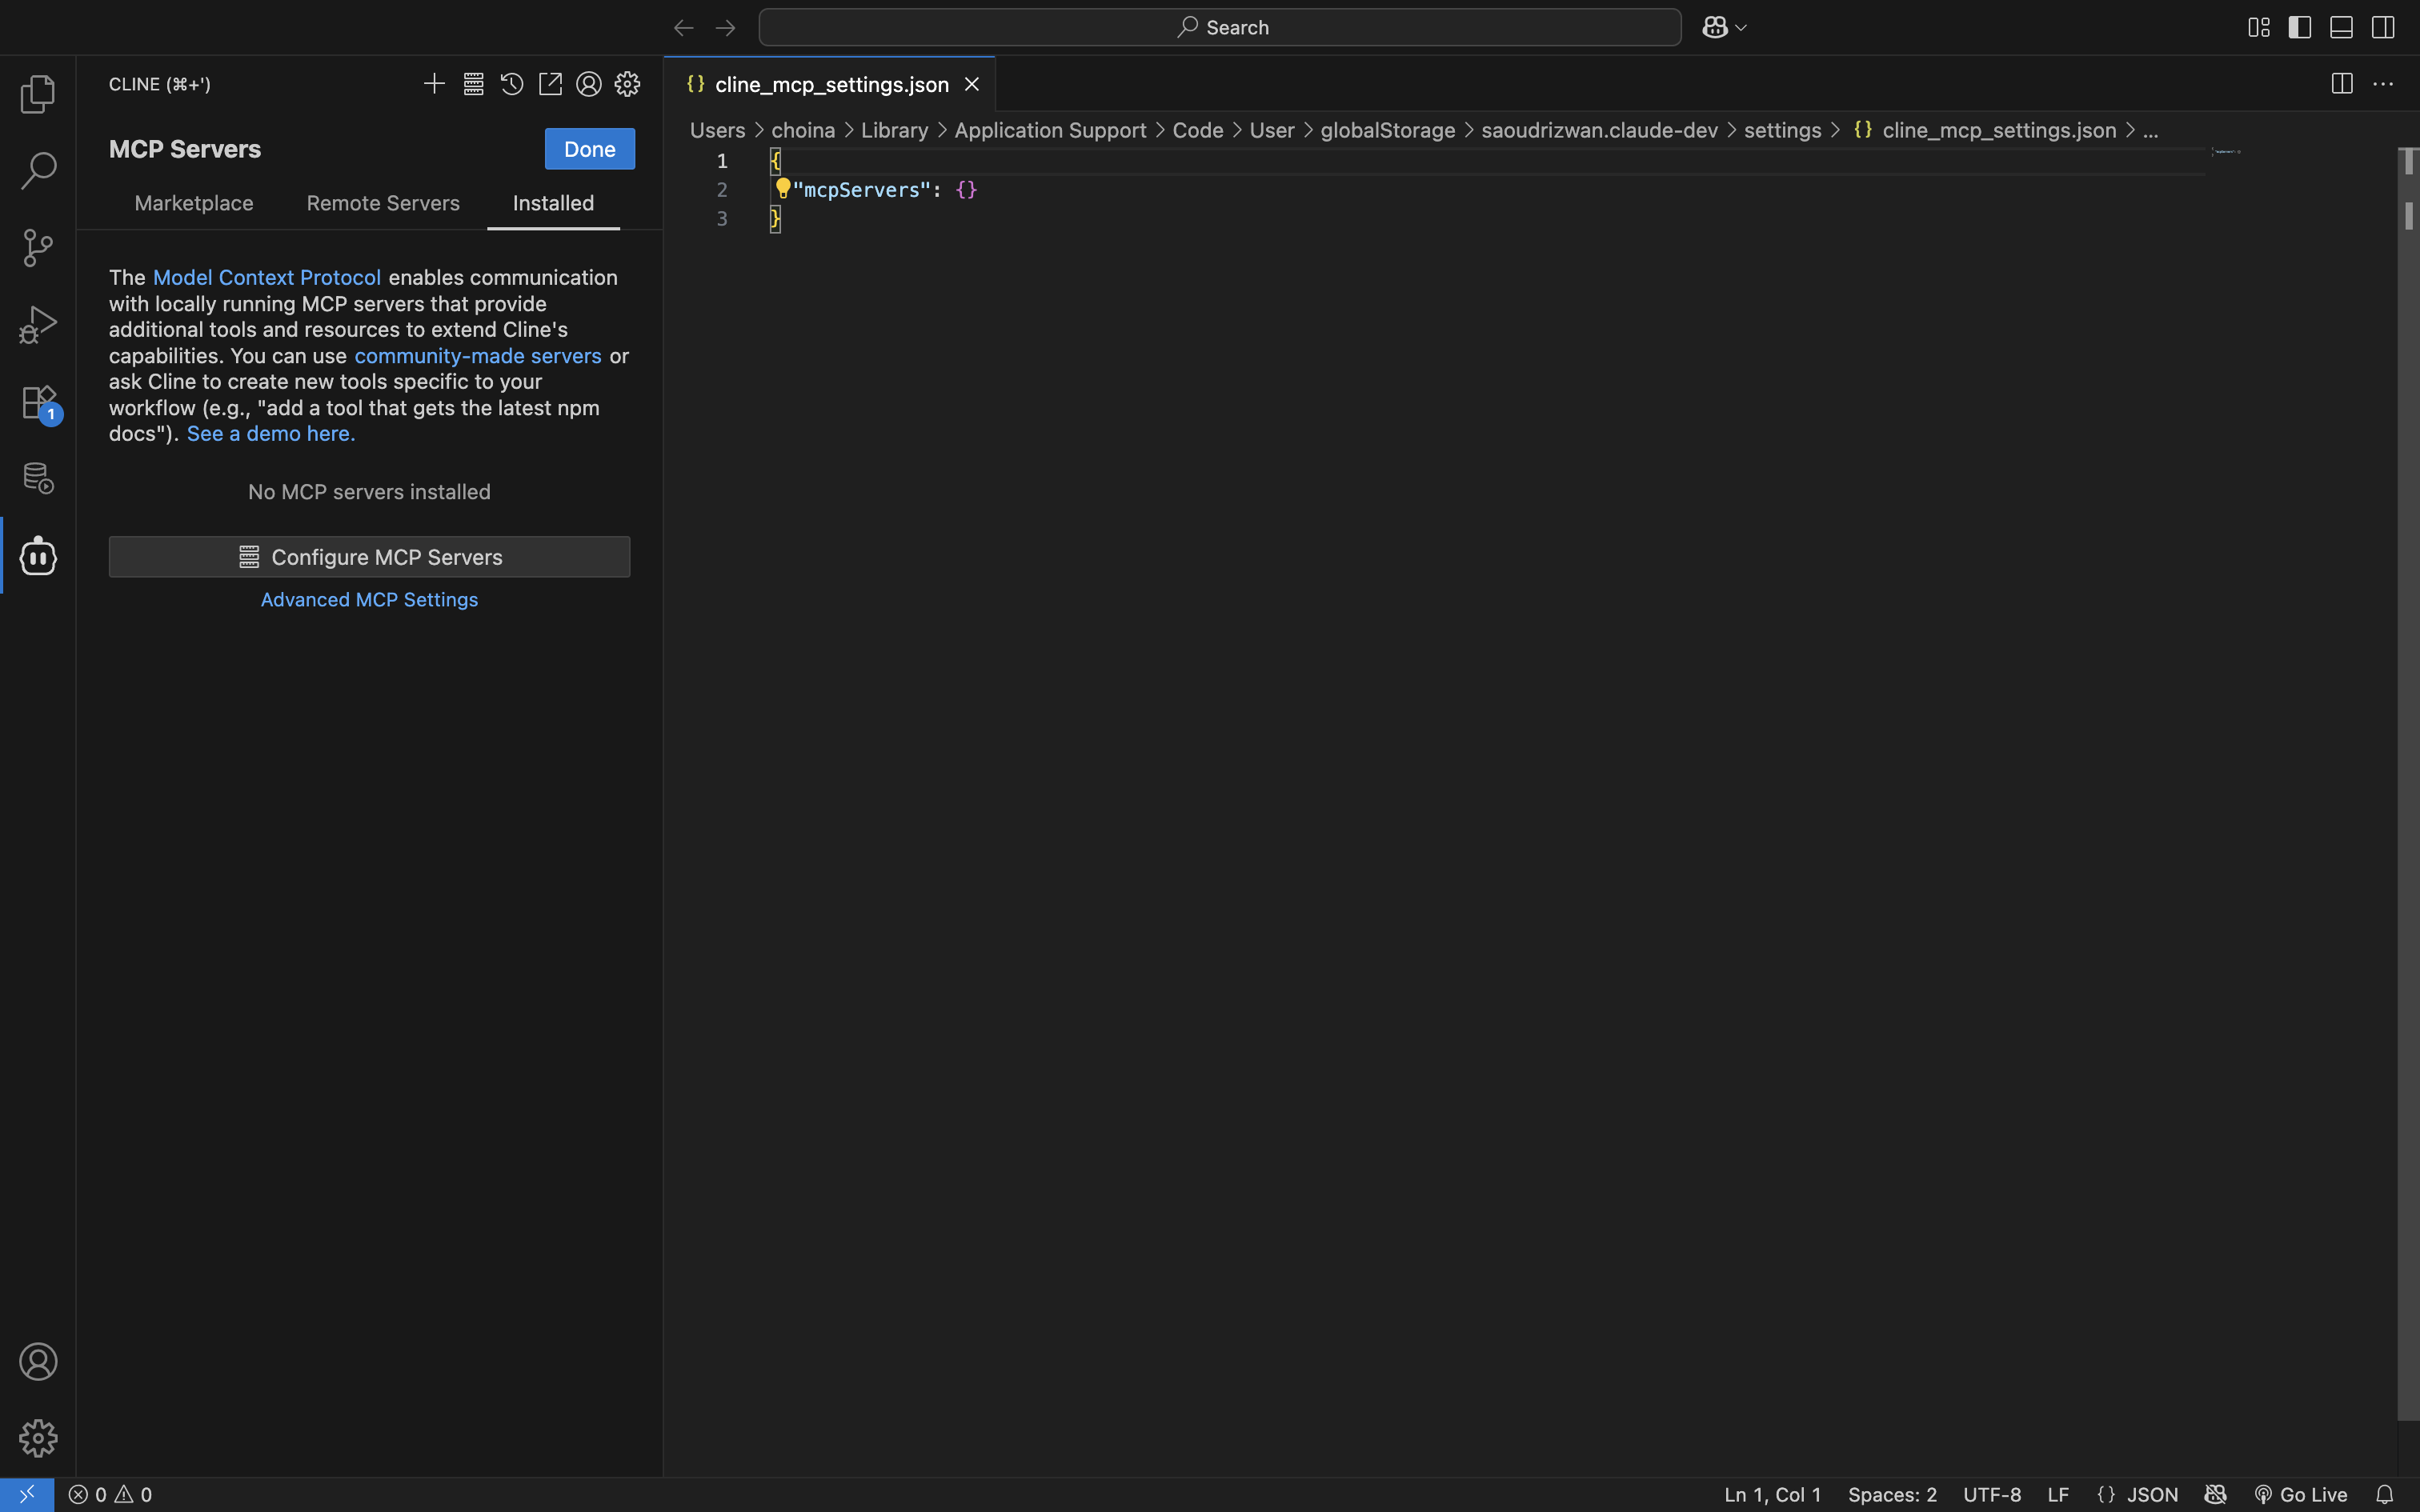 Search
CLINE (⌘+')
MCP Servers
Done
Marketplace
Remote Servers
Installed
The Model Context Protocol enables communication
with locally running MCP servers that provide
additional tools and resources to extend Cline's
capabilities. You can use community-made servers or
ask Cline to create new tools specific to your
workflow (e.g., "add a tool that gets the latest npm
docs"). See a demo here.
No MCP servers installed
Configure MCP Servers
Advanced MCP Settings
1
{} cline_mcp_settings.json
Users > choina > Library > Application Support > Code > User > globalStorage > saoudrizwan.claude-dev > settings > {} cline_mcp_settings.json > ...
1 {
2 "mcpServers": {}
3 }
0 0
Ln 1, Col 1
Spaces: 2
UTF-8
LF
{} JSON
Go Live